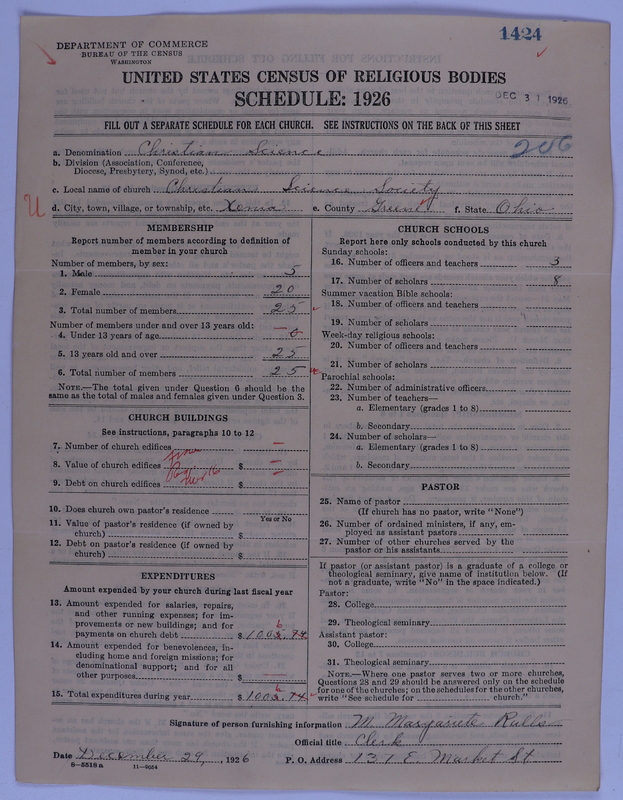 1424
DEPARTMENT OF COMMERCE
BUREAU OF THE CENSUS
WASHINGTON
UNITED STATES CENSUS OF RELIGIOUS BODIES
SCHEDULE: 1926
DEC 31 1926
FILL OUT A SEPARATE SCHEDULE FOR EACH CHURCH. SEE INSTRUCTIONS ON THE BACK OF THIS SHEET
206
a. Denomination Christian Science
b. Division (Association, Conference,
Diocese, Presbytery, Synod, etc.)
c. Local name of church Christian Science Society
U d. City, town, village, or township, etc. Xenia e. County Green f. State Ohio
MEMBERSHIP
Report number of members according to definition of
member in your church
Number of members, by sex:
1. Male 5
2. Female 20
3. Total number of members 25
Number of members under and over 13 years old:
4. Under 13 years of age 0
5. 13 years old and over 25
6. Total number of members 25
NOTE.—The total given under Question 6 should be the
same as the total of males and females given under Question 3.
CHURCH BUILDINGS
See instructions, paragraphs 10 to 12
7. Number of church edifices —
8. Value of church edifices $ —
9. Debt on church edifices $ —
10. Does church own pastor's residence
Yes or No
11. Value of pastor's residence (if owned by
church) $
12. Debt on pastor's residence (if owned by
church) $
EXPENDITURES
Amount expended by your church during last fiscal year
13. Amount expended for salaries, repairs,
and other running expenses; for im-
provements or new buildings; and for
payments on church debt $ 1006.74
14. Amount expended for benevolences, in-
cluding home and foreign missions; for
denominational support; and for all
other purposes $ —
15. Total expenditures during year $ 1006.74
CHURCH SCHOOLS
Report here only schools conducted by this church
Sunday schools:
16. Number of officers and teachers 3
17. Number of scholars 8
Summer vacation Bible schools:
18. Number of officers and teachers
19. Number of scholars
Week-day religious schools:
20. Number of officers and teachers
21. Number of scholars
Parochial schools:
22. Number of administrative officers
23. Number of teachers—
a. Elementary (grades 1 to 8)
b. Secondary
24. Number of scholars—
a. Elementary (grades 1 to 8)
b. Secondary
PASTOR
25. Name of pastor
(If church has no pastor, write "None")
26. Number of ordained ministers, if any, em-
ployed as assistant pastors
27. Number of other churches served by the
pastor or his assistants
If pastor (or assistant pastor) is a graduate of a college or
theological seminary, give name of institution below. (If
not a graduate, write "No" in the space indicated.)
Pastor:
28. College
29. Theological seminary
Assistant pastor:
30. College
31. Theological seminary
NOTE.—Where one pastor serves two or more churches,
Questions 28 and 29 should be answered only on the schedule
for one of the churches; on the schedules for the other churches,
write "See schedule for church."
Signature of person furnishing information M. Marguerite
Official title Clerk
Date December 29, 1926 P. O. Address 137 E. Market St
8—5518a 11—9554